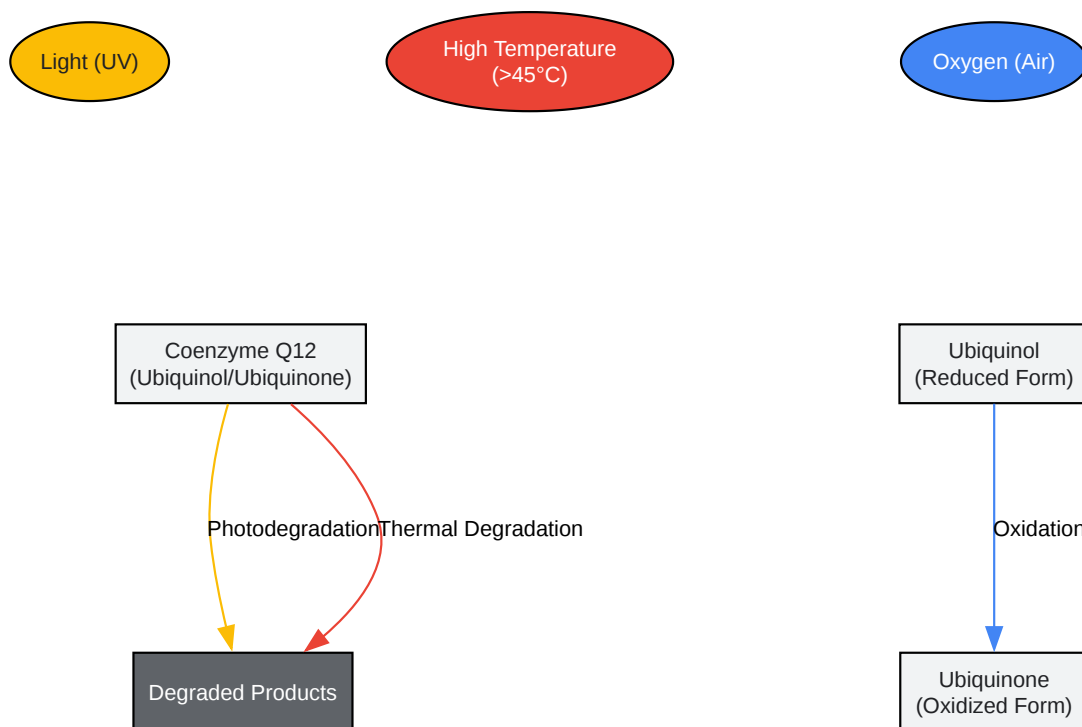 Light (UV)
High Temperature
(>45°C)
Oxygen (Air)
Coenzyme Q12
(Ubiquinol/Ubiquinone)
Ubiquinol
(Reduced Form)
Photodegradation
Thermal Degradation
Oxidation
Degraded Products
Ubiquinone
(Oxidized Form)